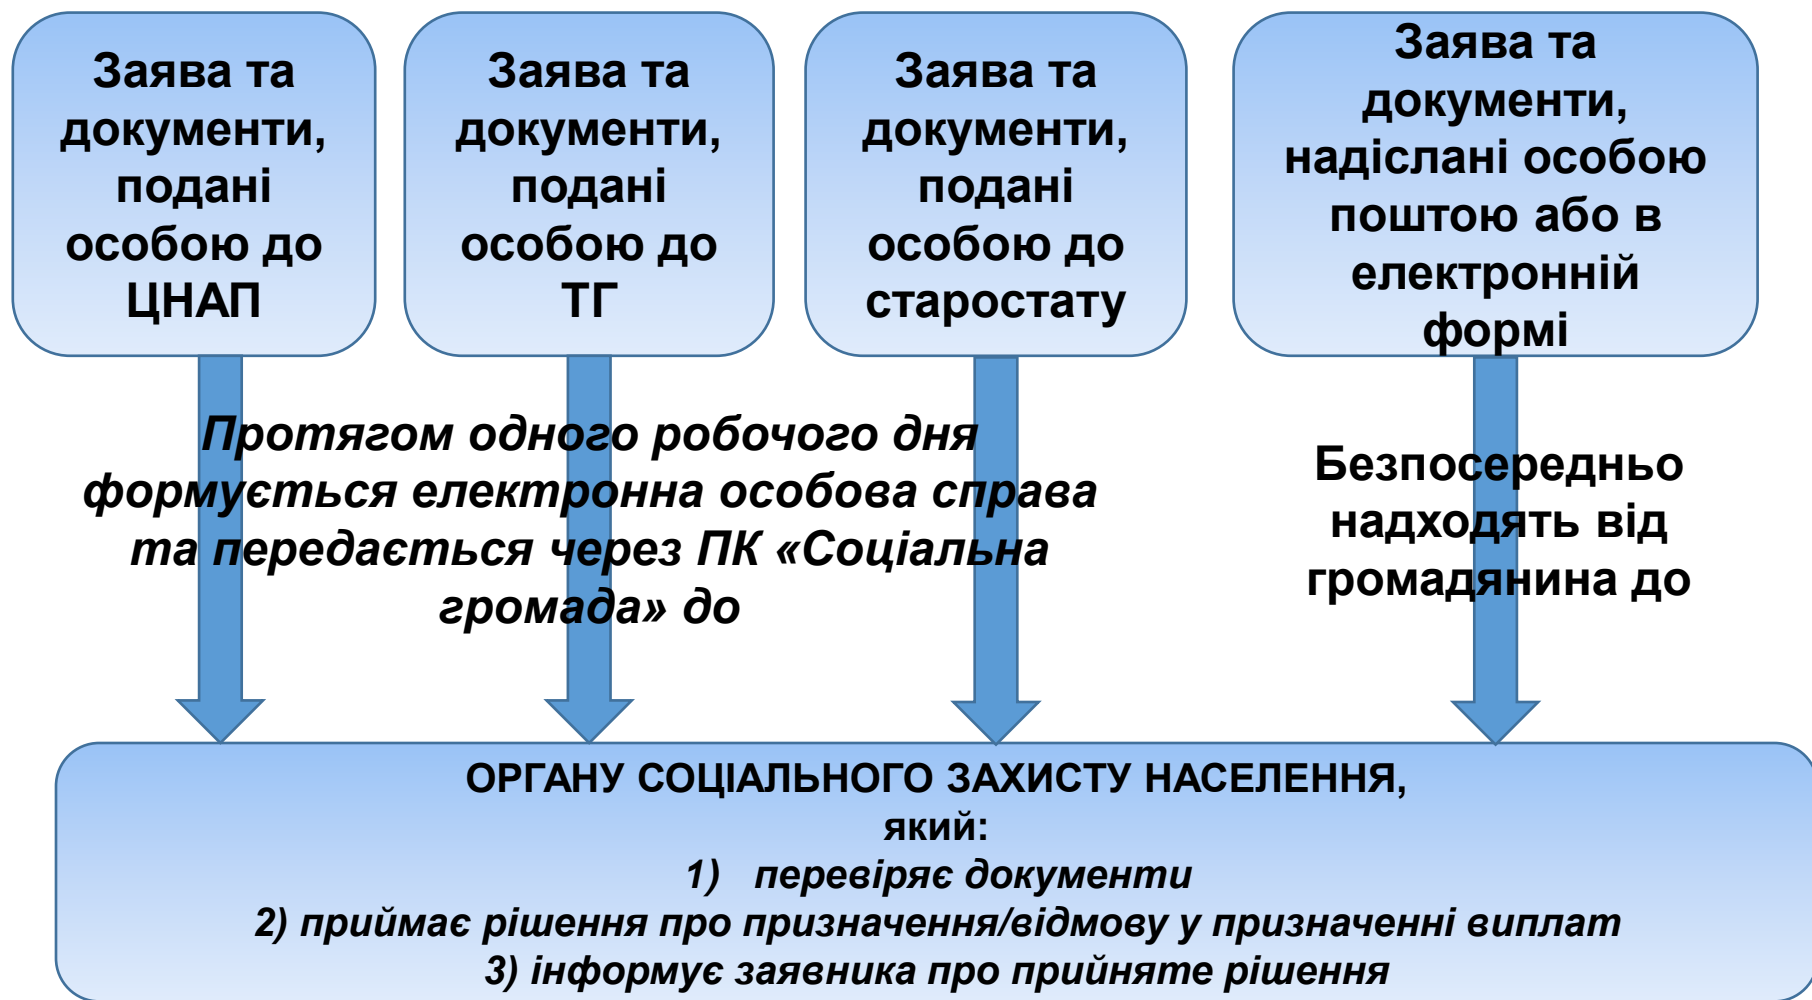 Заява та
документи,
подані
особою до
ЦНАП
Заява та
документи,
подані
особою до
ТГ
Заява та
документи,
подані
особою до
старостату
Заява та
документи,
надіслані особою
поштою або в
електронній
формі
Протягом одного робочого дня
формується електронна особова справа
та передається через ПК «Соціальна
громада» до
Безпосередньо
надходять від
громадянина до
ОРГАНУ СОЦІАЛЬНОГО ЗАХИСТУ НАСЕЛЕННЯ,
який:
1) перевіряє документи
2) приймає рішення про призначення/відмову у призначенні виплат
3) інформує заявника про прийняте рішення